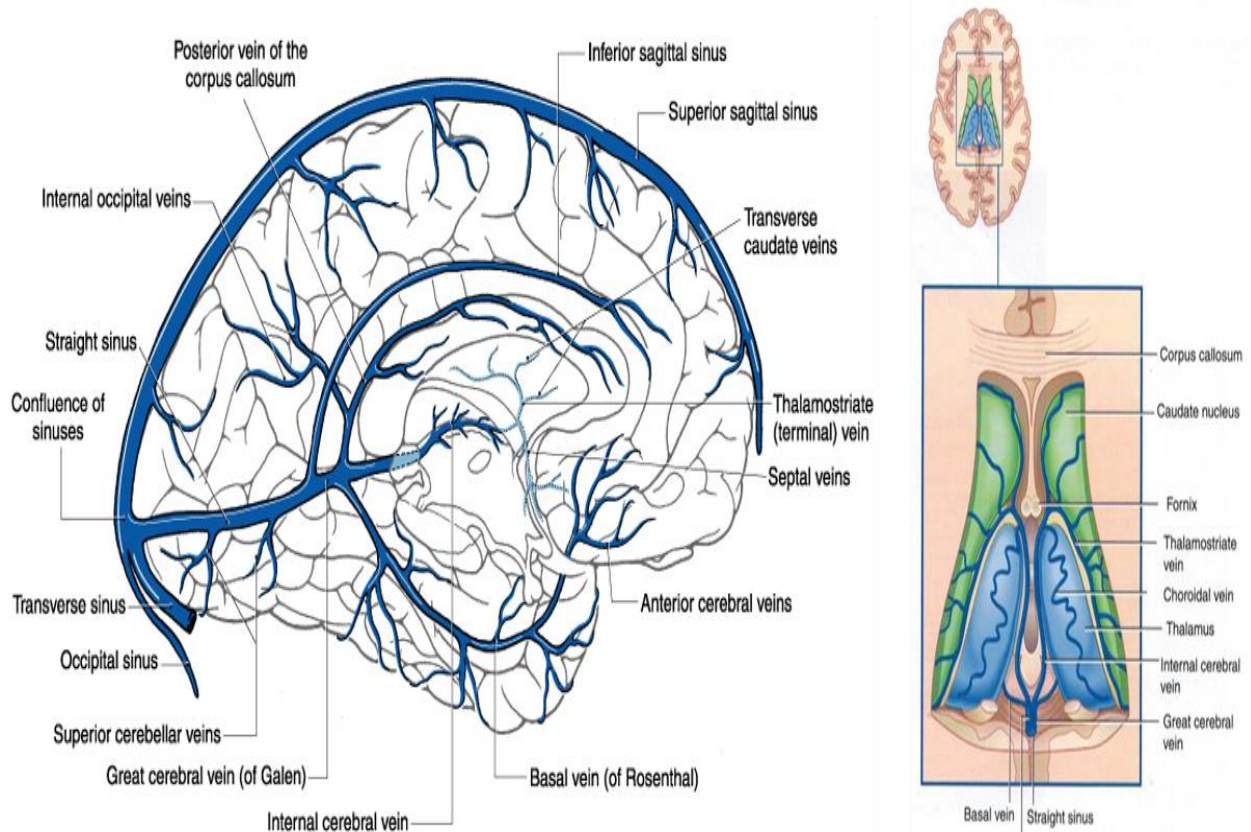 Posterior vein of the
corpus callosum
Inferior sagittal sinus
Superior sagittal sinus
Internal occipital veins
Transverse
caudate veins
Straight sinus
Confluence of
sinuses
Thalamostriate
(terminal) vein
Septal veins
Transverse sinus
Anterior cerebral veins
Occipital sinus
Superior cerebellar veins
Great cerebral vein (of Galen)
Basal vein (of Rosenthal)
Internal cerebral vein
Corpus callosum
Caudate nucleus
Fornix
Thalamostriate
vein
Choroidal vein
Thalamus
Internal cerebral
vein
Great cerebral
vein
Basal vein
Straight sinus